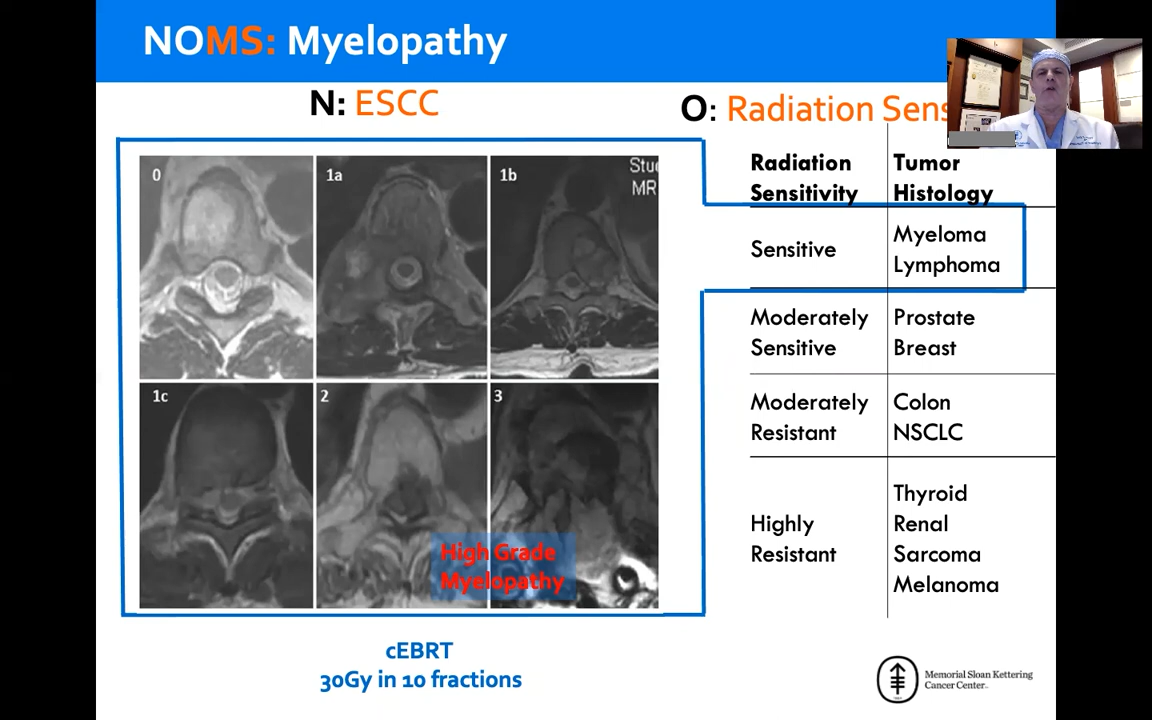 NOMS: Myelopathy
N: ESCC
O: Radiation Sens
0
1a
1b
Stu
MR
1c
2
3
High Grade
Myelopathy
cEBRT
30Gy in 10 fractions
Radiation Sensitivity
Tumor Histology
Sensitive
Myeloma
Lymphoma
Moderately Sensitive
Prostate
Breast
Moderately Resistant
Colon
NSCLC
Highly Resistant
Thyroid
Renal
Sarcoma
Melanoma
Memorial Sloan Kettering
Cancer Center